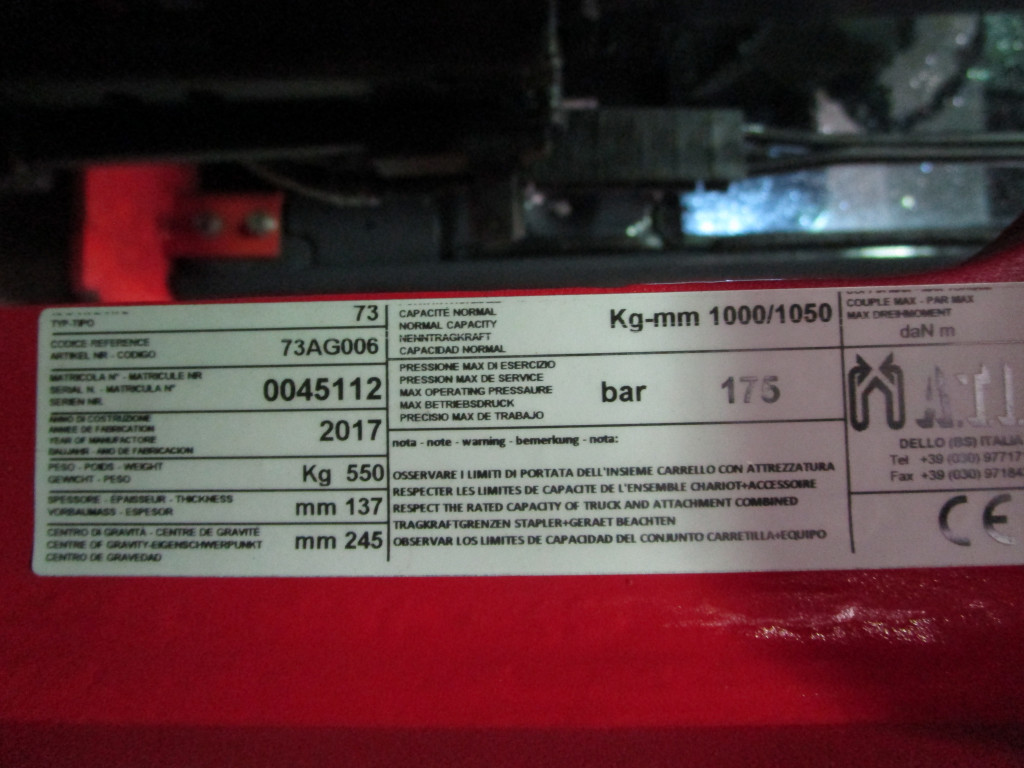 TYP-TIPO 73
CODICE-REFERENCE
ARTIKEL NR - CODIGO 73AG006
MATRICOLA N° - MATRICULE NR
SERIAL N. - MATRICULA N° 0045112
SERIEN NR.
ANNO DI COSTRUZIONE
ANNEE DE FABRICATION
YEAR OF MANUFACTORE 2017
BAUJAHR - ANO DE FABRICACION
PESO - POIDS - WEIGHT
GEWICHT - PESO Kg 550
SPESSORE - EPAISSEUR - THICKNESS
VORBAUMASS - ESPESOR mm 137
CENTRO DI GRAVITÀ - CENTRE DE GRAVITÉ
CENTRE OF GRAVITY-EIGENSCHWERPUNKT mm 245
CENTRO DE GRAVEDAD
CAPACITÉ NORMAL
NORMAL CAPACITY Kg-mm 1000/1050
NENNTRAGKRAFT
CAPACIDAD NORMAL
PRESSIONE MAX DI ESERCIZIO
PRESSION MAX DE SERVICE
MAX OPERATING PRESSAURE bar 175
MAX BETRIEBSDRUCK
PRECISIO MAX DE TRABAJO
nota - note - warning - bemerkung - nota:
OSSERVARE I LIMITI DI PORTATA DELL'INSIEME CARRELLO CON ATTREZZATURA
RESPECTER LES LIMITES DE CAPACITE DE L'ENSEMBLE CHARIOT+ACCESSOIRE
RESPECT THE RATED CAPACITY OF TRUCK AND ATTACHMENT COMBINED
TRAGKRAFTGRENZEN STAPLER+GERAET BEACHTEN
OBSERVAR LOS LIMITES DE CAPACIDAD DEL CONJUNTO CARRETILLA+EQUIPO
COUPLE MAX - PAR MAX
MAX DREHMOMENT
daN m
DELLO (BS) ITALIA
Tel +39 (030)
Fax +39 (030)
CE